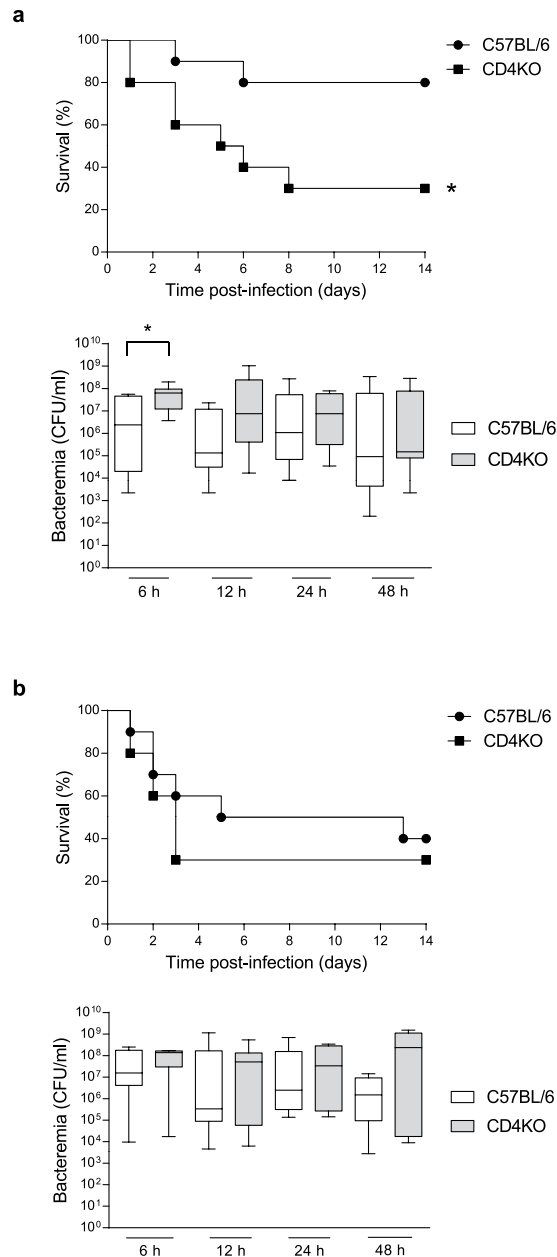 a
C57BL/6
CD4KO
Survival (%)
100
80
60
40
20
0
*
0 2 4 6 8 10 12 14
Time post-infection (days)
Bacteremia (CFU/ml)
*
10¹⁰
10⁹
10⁸
10⁷
10⁶
10⁵
10⁴
10³
10²
10¹
10⁰
C57BL/6
CD4KO
6 h 12 h 24 h 48 h
b
C57BL/6
CD4KO
Survival (%)
100
80
60
40
20
0
0 2 4 6 8 10 12 14
Time post-infection (days)
Bacteremia (CFU/ml)
10¹⁰
10⁹
10⁸
10⁷
10⁶
10⁵
10⁴
10³
10²
10¹
10⁰
C57BL/6
CD4KO
6 h 12 h 24 h 48 h